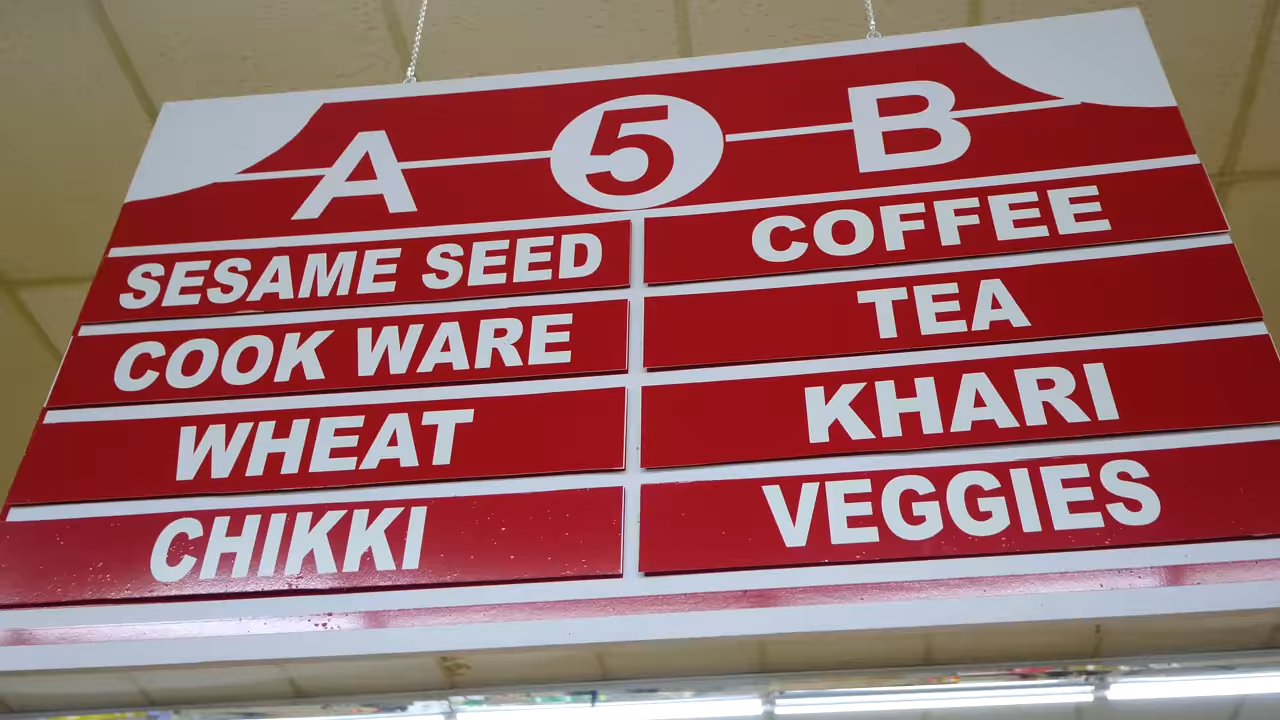 A 5 B
SESAME SEED
COFFEE
COOK WARE
TEA
WHEAT
KHARI
CHIKKI
VEGGIES